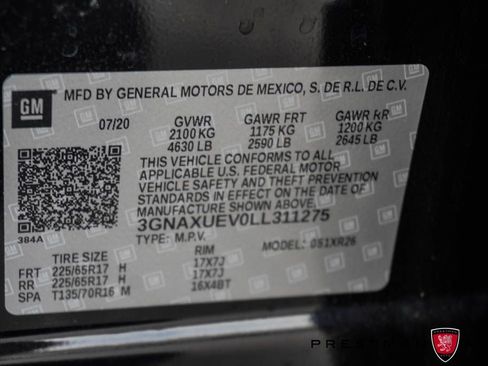 GM
MFD BY GENERAL MOTORS DE MEXICO, S. DE R.L. DE C.V.
07/20 GVWR GAWR FRT GAWR RR
2100 KG 1175 KG 1200 KG
4630 LB 2590 LB 2645 LB
THIS VEHICLE CONFORMS TO ALL
APPLICABLE U.S. FEDERAL MOTOR
VEHICLE SAFETY AND THEFT PREVENTION
STANDARDS IN EFFECT ON THE DATE OF
MANUFACTURE SHOWN ABOVE.
3GNAXUEV0LL311275
384A TYPE: M.P.V. MODEL: 0S1XR26
TIRE SIZE RIM
FRT 225/65R17 H 17X7J
RR 225/65R17 H 17X7J
SPA T135/70R16 M 16X4BT